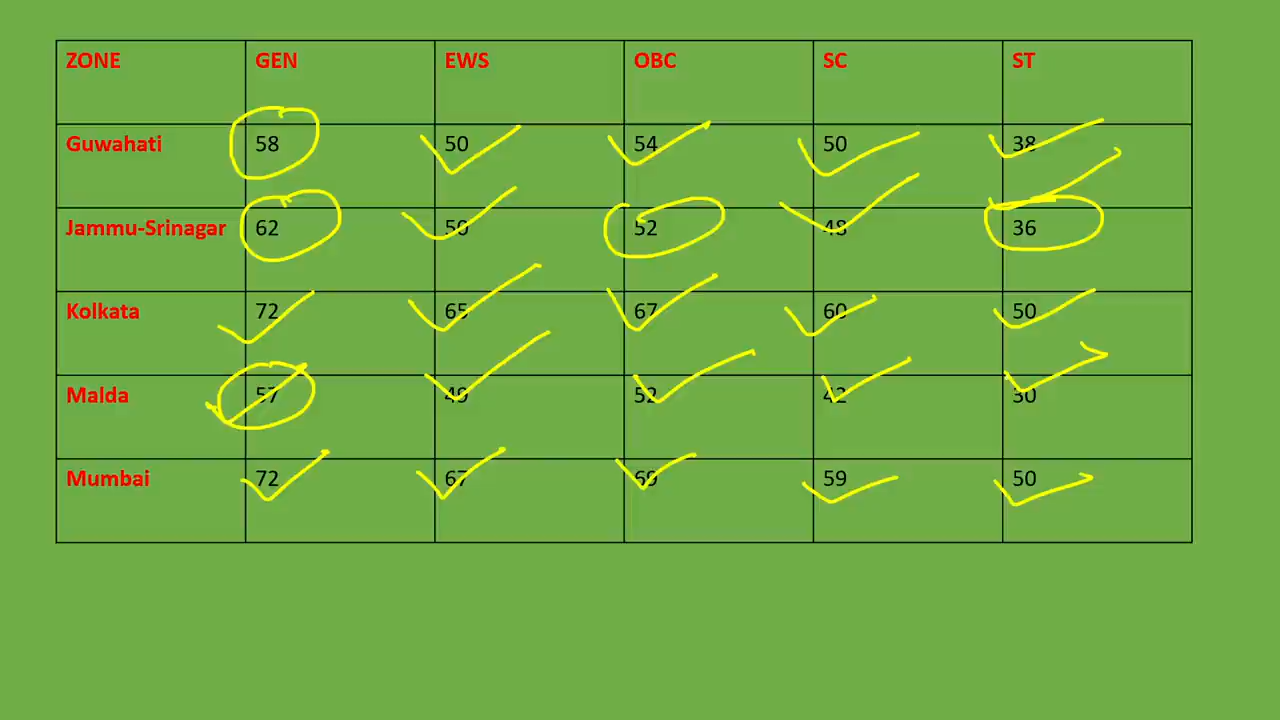 ZONE GEN EWS OBC SC ST
Guwahati 58 50 54 50 38
Jammu-Srinagar 62 50 52 48 36
Kolkata 72 65 67 60 50
Malda 57 49 52 42 30
Mumbai 72 67 69 59 50